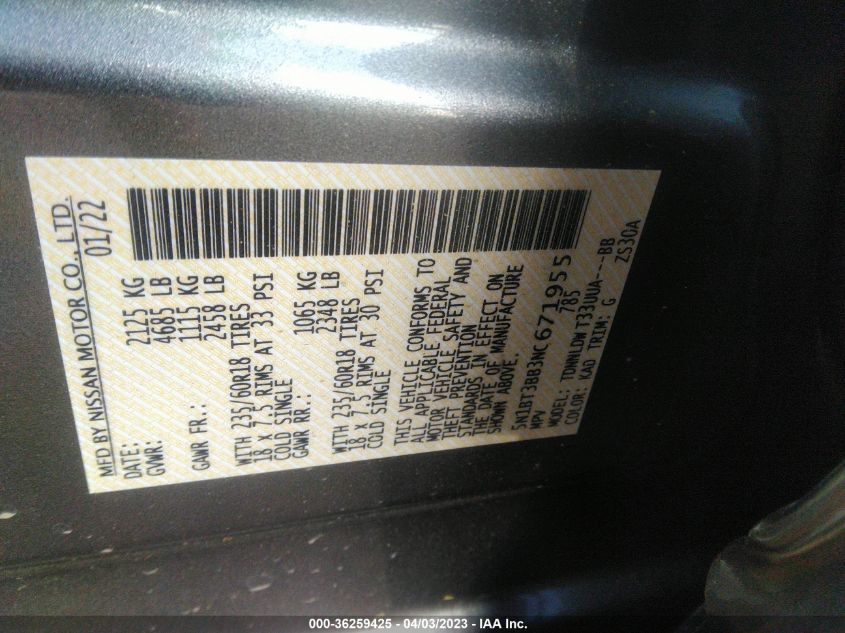 MFD BY NISSAN MOTOR CO., LTD.
DATE: 01/22
GVWR: 2125 KG
4685 LB
GAWR FR.: 1115 KG
2458 LB
WITH 235/60R18 TIRES
18 X 7.5 RIMS AT 33 PSI
COLD SINGLE
GAWR RR.: 1065 KG
2348 LB
WITH 235/60R18 TIRES
18 X 7.5 RIMS AT 30 PSI
COLD SINGLE
THIS VEHICLE CONFORMS TO
ALL APPLICABLE FEDERAL
MOTOR VEHICLE SAFETY AND
THEFT PREVENTION
STANDARDS IN EFFECT ON
THE DATE OF MANUFACTURE
SHOWN ABOVE.
5N1BT3BB3NC671955
MPV 785
MODEL: TDNNLDW T33UUA----BB
COLOR: KAD TRIM: G ZS30A
000-36259425 - 04/03/2023 - IAA Inc.